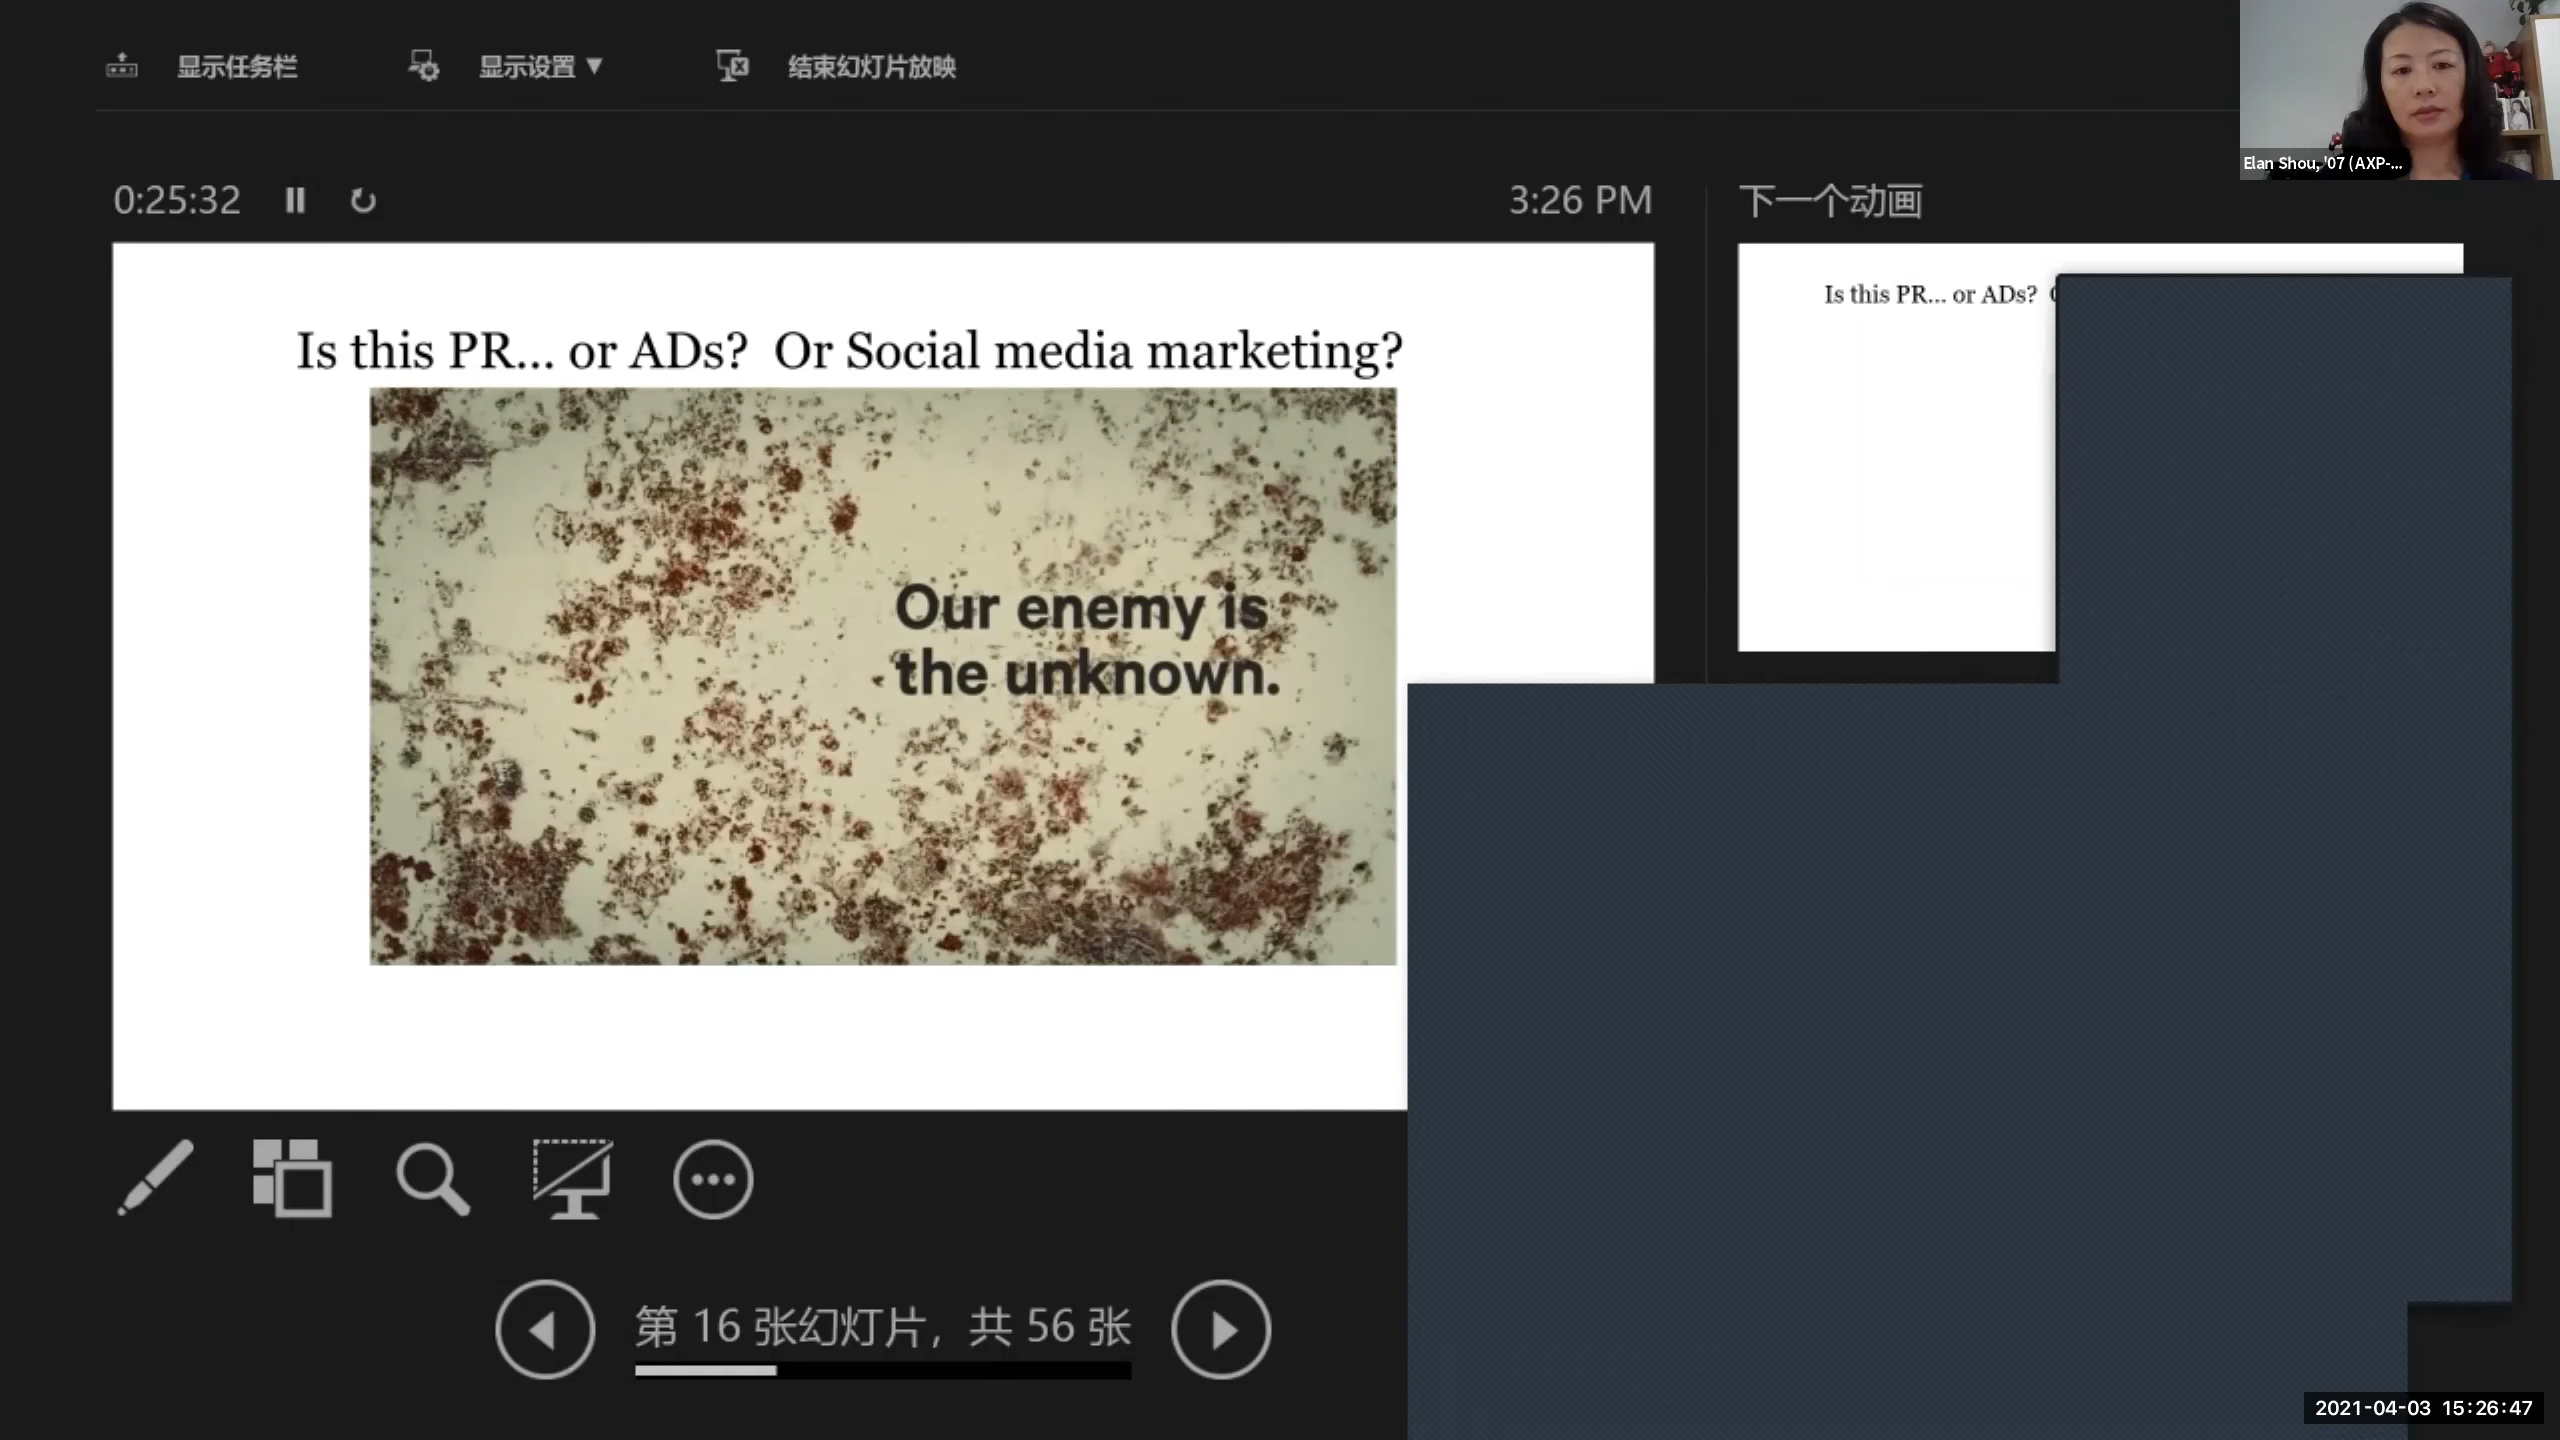 显示任务栏
显示设置 ▼
结束幻灯片放映
Elan Shou, '07 (AXP-...
0:25:32
3:26 PM
下一个动画
Is this PR... or ADs?  Or Social media marketing?
Our enemy is
the unknown.
Is this PR... or ADs?
第 16 张幻灯片，共 56 张
2021-04-03 15:26:47